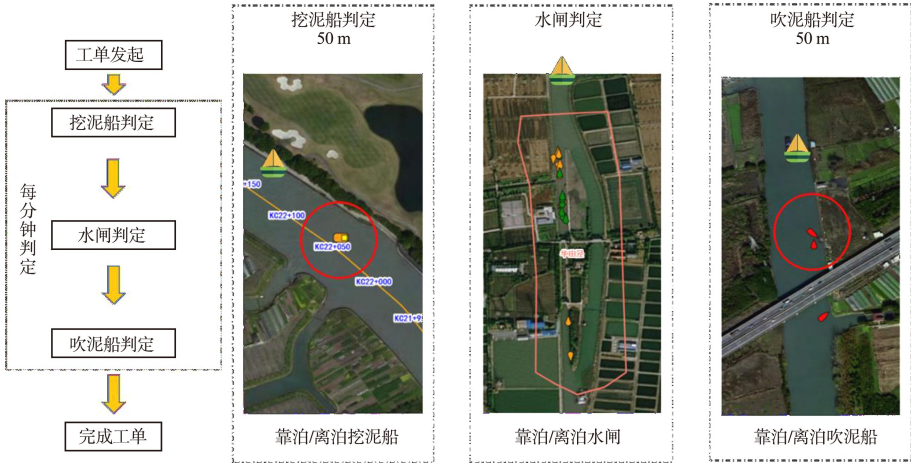 工单发起
每分钟判定
挖泥船判定
水闸判定
吹泥船判定
完成工单
挖泥船判定
50 m
+150
KC22+100
KC22+050
KC22+000
KC21+9
靠泊/离泊挖泥船
水闸判定
靠泊/离泊水闸
吹泥船判定
50 m
靠泊/离泊吹泥船